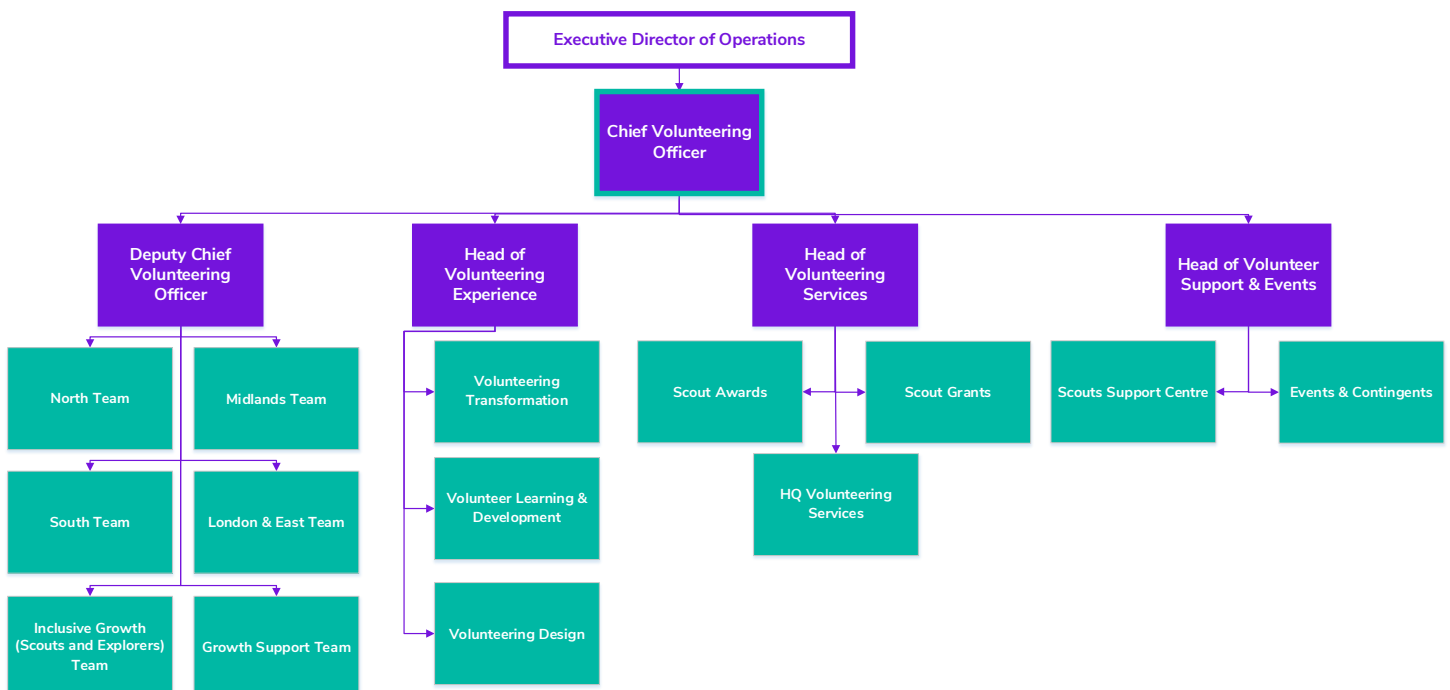 Executive Director of Operations
Chief Volunteering
Officer
Deputy Chief
Volunteering
Officer
Head of
Volunteering
Experience
Head of
Volunteering
Services
Head of Volunteer
Support & Events
North Team
Midlands Team
South Team
London & East Team
Inclusive Growth
(Scouts and Explorers)
Team
Growth Support Team
Volunteering
Transformation
Volunteer Learning &
Development
Volunteering Design
Scout Awards
Scout Grants
HQ Volunteering
Services
Scouts Support Centre
Events & Contingents